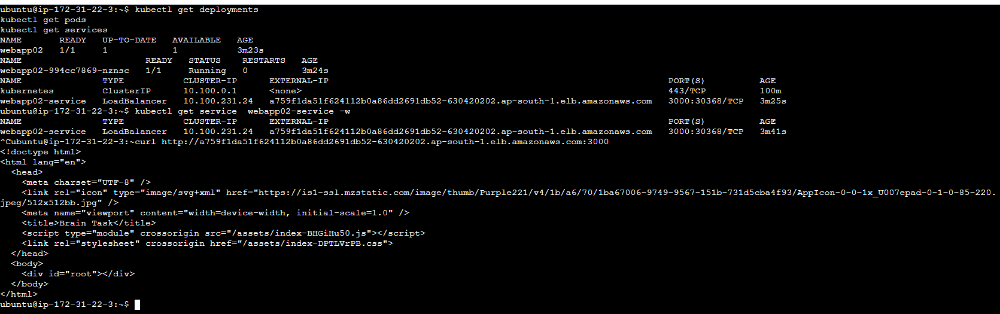 ubuntu@ip-172-31-22-3:~$ kubectl get deployments
kubectl get pods
kubectl get services
NAME       READY   UP-TO-DATE   AVAILABLE   AGE
webapp02   1/1     1            1           3m23s
NAME                       READY   STATUS    RESTARTS   AGE
webapp02-994cc7869-nznsc   1/1     Running   0          3m24s
NAME               TYPE           CLUSTER-IP      EXTERNAL-IP                                                                PORT(S)          AGE
kubernetes         ClusterIP      10.100.0.1      <none>                                                                     443/TCP          100m
webapp02-service   LoadBalancer   10.100.231.24   a759f1da51f624112b0a86dd2691db52-630420202.ap-south-1.elb.amazonaws.com   3000:30368/TCP   3m25s
ubuntu@ip-172-31-22-3:~$ kubectl get service  webapp02-service -w
NAME               TYPE           CLUSTER-IP      EXTERNAL-IP                                                                PORT(S)          AGE
webapp02-service   LoadBalancer   10.100.231.24   a759f1da51f624112b0a86dd2691db52-630420202.ap-south-1.elb.amazonaws.com   3000:30368/TCP   3m41s
^Cubuntu@ip-172-31-22-3:~curl http://a759f1da51f624112b0a86dd2691db52-630420202.ap-south-1.elb.amazonaws.com:3000
<!doctype html>
<html lang="en">
  <head>
    <meta charset="UTF-8" />
    <link rel="icon" type="image/svg+xml" href="https://is1-ssl.mzstatic.com/image/thumb/Purple221/v4/1b/a6/70/1ba67006-9749-9567-151b-731d5cba4f93/AppIcon-0-0-1x_U007epad-0-1-0-85-220.
jpeg/512x512bb.jpg" />
    <meta name="viewport" content="width=device-width, initial-scale=1.0" />
    <title>Brain Task</title>
    <script type="module" crossorigin src="/assets/index-BHGiHu50.js"></script>
    <link rel="stylesheet" crossorigin href="/assets/index-DPTLVrPB.css">
  </head>
  <body>
    <div id="root"></div>
  </body>
</html>
ubuntu@ip-172-31-22-3:~$